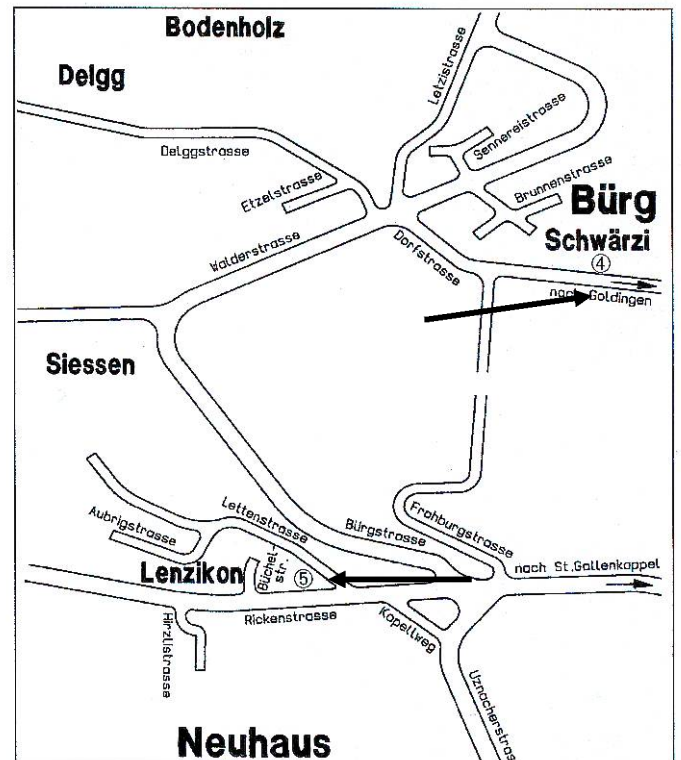 Bodenholz
Delgg
Letzistrasse
Sennereistrasse
Delggstrasse
Etzelstrasse
Brunnenstrasse
Bürg
Schwärzi
④
Walderstrasse
Dorfstrasse
nach Goldingen
Siessen
Aubrigstrasse
Lettenstrasse
Bürgstrasse
Frohburgstrasse
nach St.Gallenkappel
Lenzikon
Büchel-
str.
⑤
Hirzlistrasse
Rickenstrasse
Kapellweg
Uznacherstrasse
Neuhaus